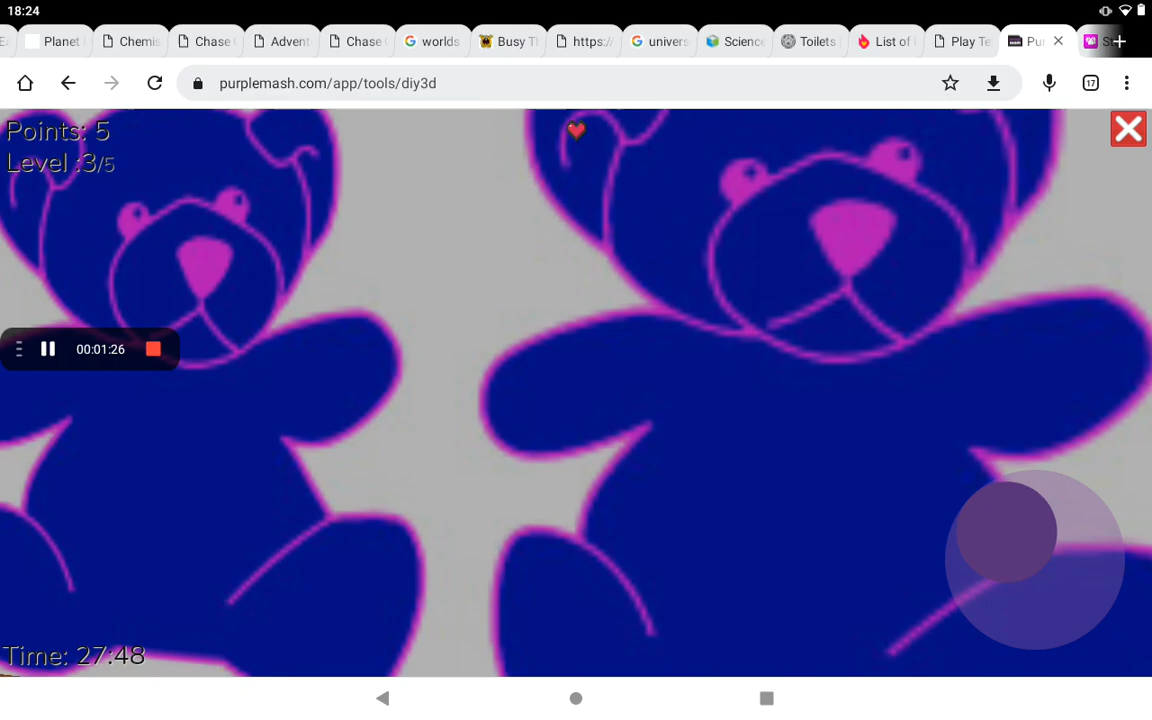 18:24
Planet
Chemis
Chase
Advent
Chase
G worlds
Busy T
https:/
G univers
Science
Toilets
List of
Play Te
Pur
purplemash.com/app/tools/diy3d
17
Points: 5
Level :3/5
00:01:26
Time: 27:48